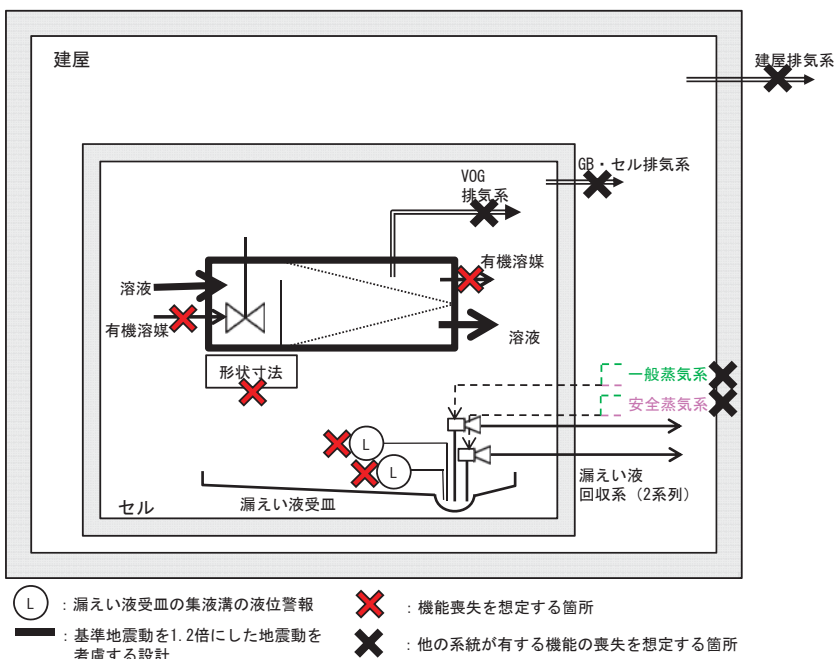 建屋
建屋排気系
GB・セル排気系
VOG
排気系
溶液
有機溶媒
有機溶媒
溶液
形状寸法
一般蒸気系
安全蒸気系
L
L
漏えい液受皿
漏えい液
回収系（2系列）
セル
L ：漏えい液受皿の集液溝の液位警報
：機能喪失を想定する箇所
：基準地震動を1.2倍にした地震動を
考慮する設計
：他の系統が有する機能の喪失を想定する箇所